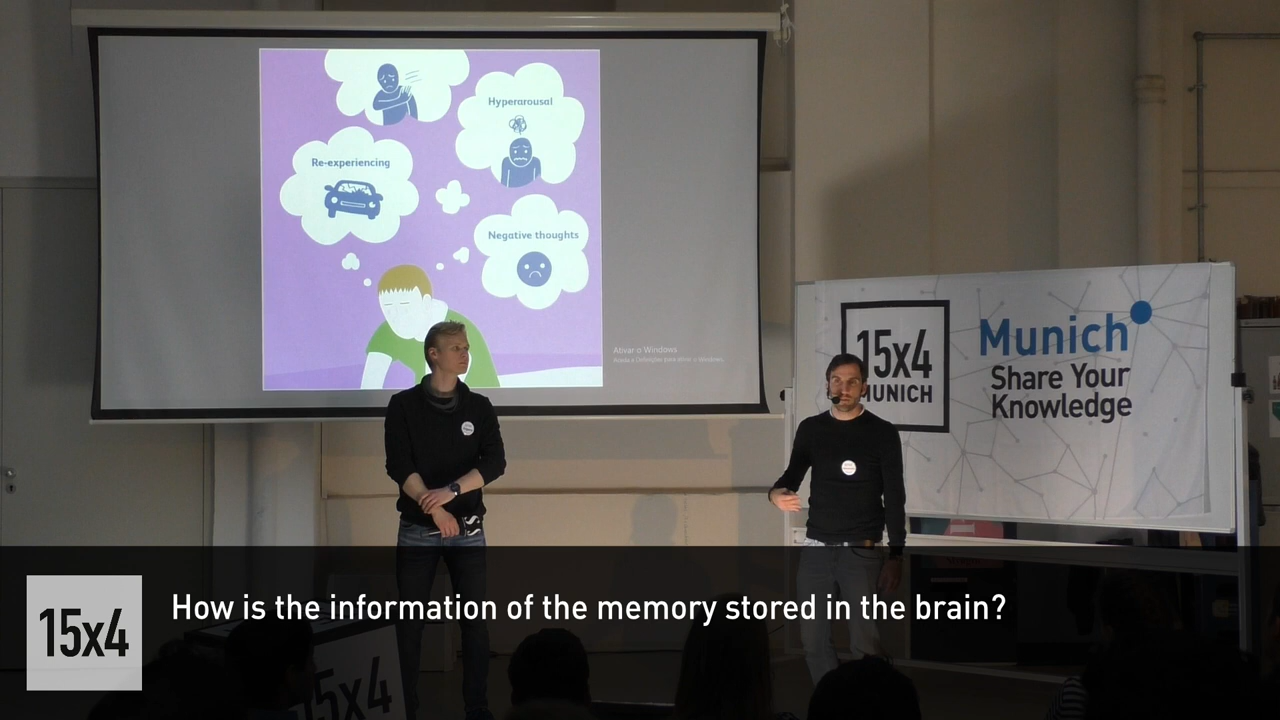 Hyperarousal
Re-experiencing
Negative thoughts
Ativar o Windows
15x4
MUNICH
Munich
Share Your
Knowledge
How is the information of the memory stored in the brain?
15x4
15x4